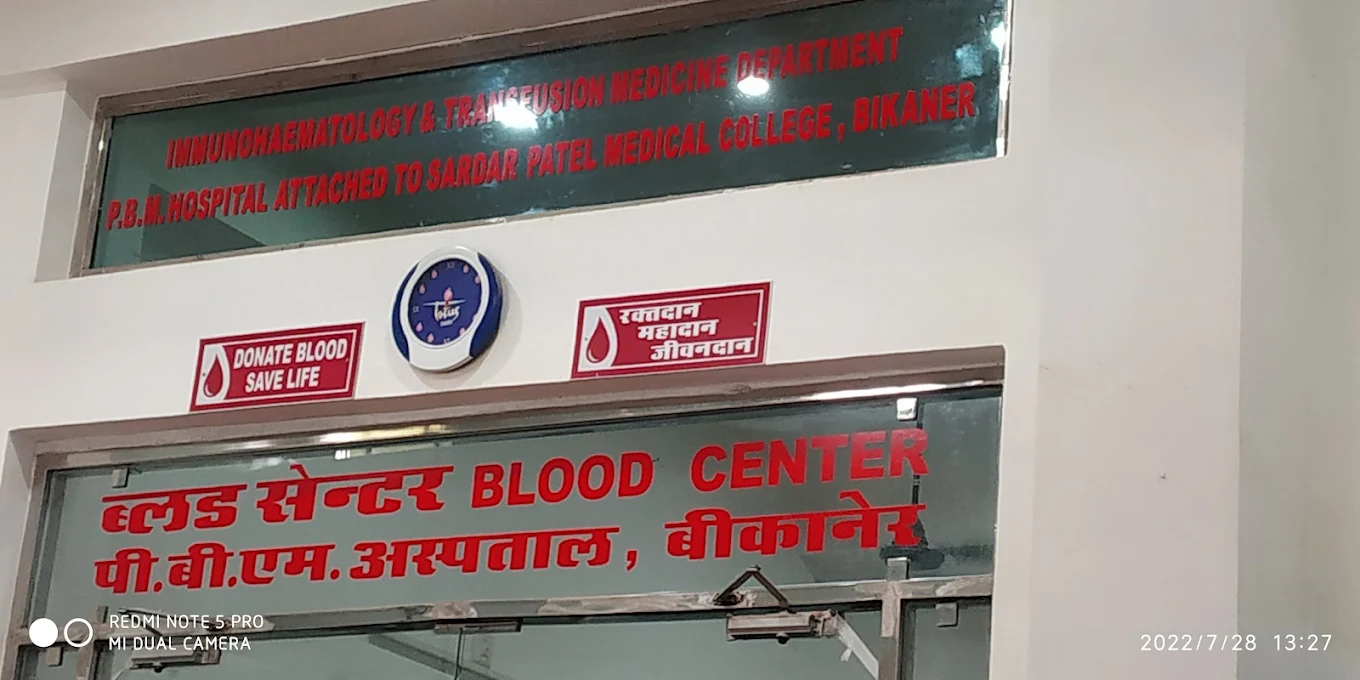 IMMUNOHAEMATOLOGY & TRANSFUSION MEDICINE DEPARTMENT
P.B.M. HOSPITAL ATTACHED TO SARDAR PATEL MEDICAL COLLEGE, BIKANER
DONATE BLOOD
SAVE LIFE
lotus
रक्तदान
महादान
जीवनदान
ब्लड सेन्टर BLOOD CENTER
पी.बी.एम. अस्पताल, बीकानेर
REDMI NOTE 5 PRO
MI DUAL CAMERA
2022/7/28 13:27